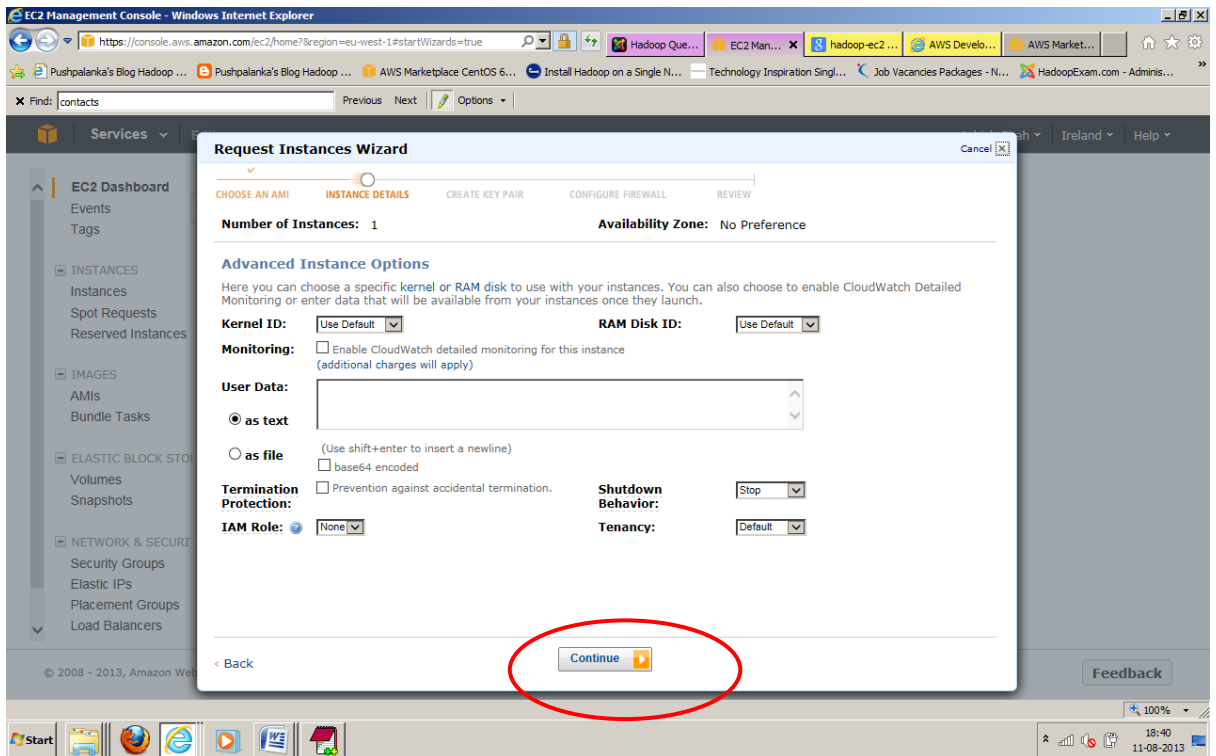 EC2 Management Console - Windows Internet Explorer
https://console.aws.amazon.com/ec2/home?&region=eu-west-1#startWizards=true
Hadoop Que... EC2 Man... hadoop-ec2 ... AWS Develo... AWS Market...
Pushpalanka's Blog Hadoop ... Pushpalanka's Blog Hadoop ... AWS Marketplace CentOS 6... Install Hadoop on a Single N... Technology Inspiration Singl... Job Vacancies Packages - N... HadoopExam.com - Adminis... »
x Find: contacts Previous Next Options
Services Ireland Help
Request Instances Wizard Cancel x
CHOOSE AN AMI INSTANCE DETAILS CREATE KEY PAIR CONFIGURE FIREWALL REVIEW
Number of Instances: 1 Availability Zone: No Preference
Advanced Instance Options
Here you can choose a specific kernel or RAM disk to use with your instances. You can also choose to enable CloudWatch Detailed
Monitoring or enter data that will be available from your instances once they launch.
Kernel ID: Use Default RAM Disk ID: Use Default
Monitoring: Enable CloudWatch detailed monitoring for this instance
(additional charges will apply)
User Data:
as text
as file (Use shift+enter to insert a newline)
base64 encoded
Termination Protection: Prevention against accidental termination. Shutdown Behavior: Stop
IAM Role: None Tenancy: Default
< Back Continue
EC2 Dashboard
Events
Tags
INSTANCES
Instances
Spot Requests
Reserved Instances
IMAGES
AMIs
Bundle Tasks
ELASTIC BLOCK STO
Volumes
Snapshots
NETWORK & SECURI
Security Groups
Elastic IPs
Placement Groups
Load Balancers
© 2008 - 2013, Amazon Web Feedback
100%
Start 18:40
11-08-2013